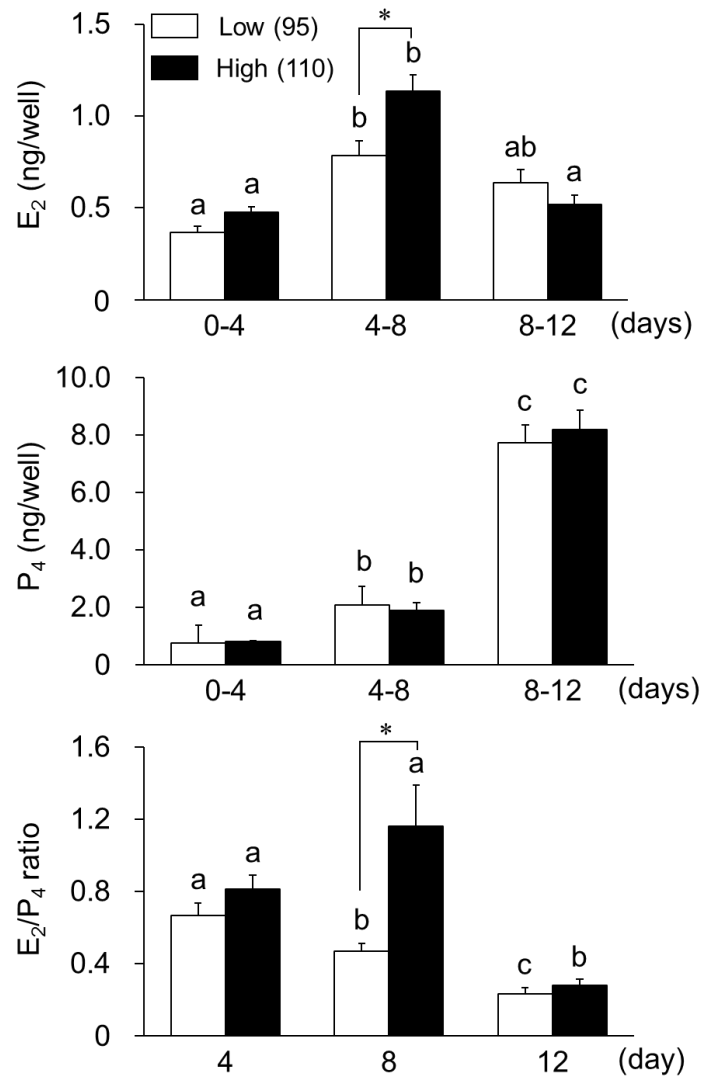 1.5
Low (95)
High (110)
*
b
b
1.0
ab
a
a
a
0.5
0
E2 (ng/well)
0-4
4-8
8-12
(days)
10.0
c
c
8.0
6.0
4.0
b
b
a
a
2.0
0
P4 (ng/well)
0-4
4-8
8-12
(days)
1.6
*
a
1.2
a
a
0.8
b
c
b
0.4
0
E2/P4 ratio
4
8
12
(day)